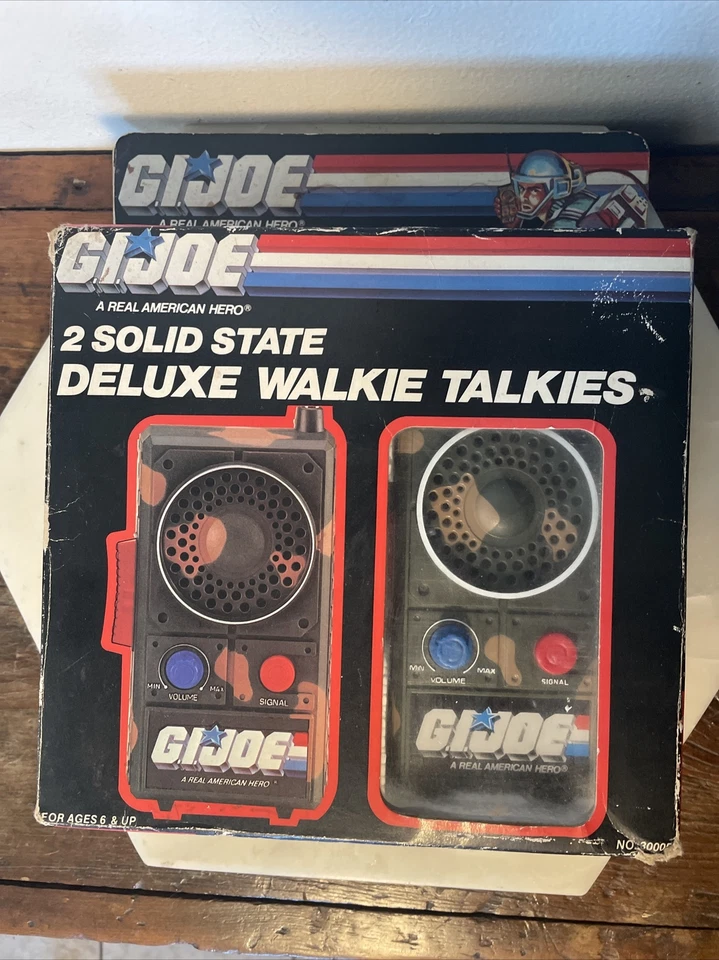 G.I.JOE
A REAL AMERICAN HERO®
G.I.JOE
A REAL AMERICAN HERO®
2 SOLID STATE
DELUXE WALKIE TALKIES
MIN MAX
VOLUME
SIGNAL
G.I.JOE
A REAL AMERICAN HERO
MIN MAX
VOLUME
SIGNAL
G.I.JOE
A REAL AMERICAN HERO®
FOR AGES 6 & UP
NO.